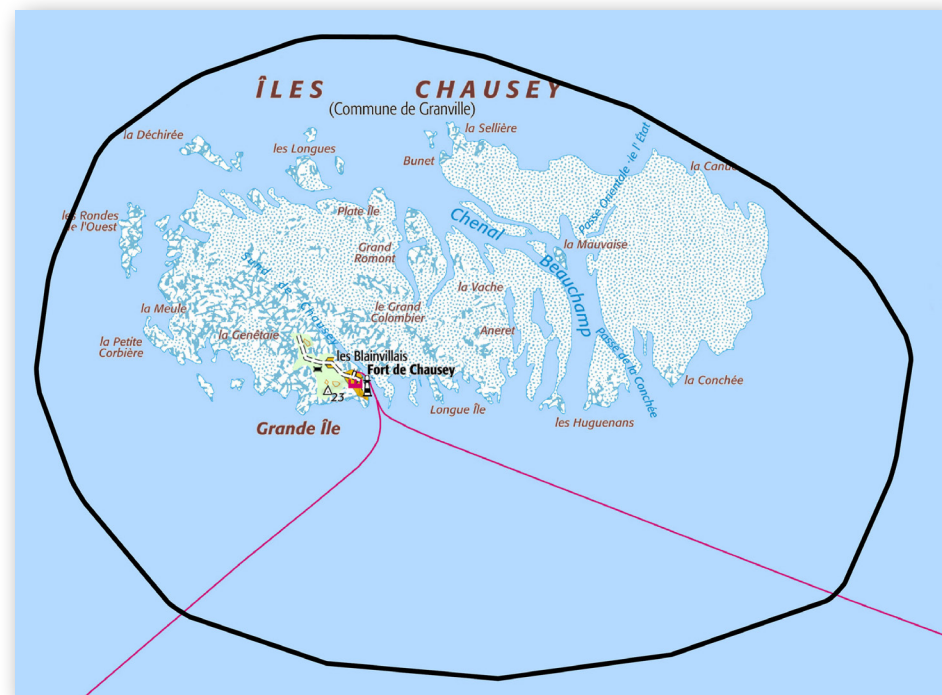 ÎLES CHAUSEY
(Commune de Granville)
la Déchirée
la Sellière
les Longues
Bunet
Passe Orientale de l'État
les Rondes
de l'Ouest
Plate Île
Chenal
Beauchamp
Grand
Romont
la Mauvaise
Sund de Chausey
la Vache
la Meule
le Grand
Colombier
la Petite
Corbière
la Genêtaie
Aneret
Passe de la Conchée
les Blainvillais
Fort de Chausey
la Conchée
23
Longue Île
les Huguenans
Grande Île